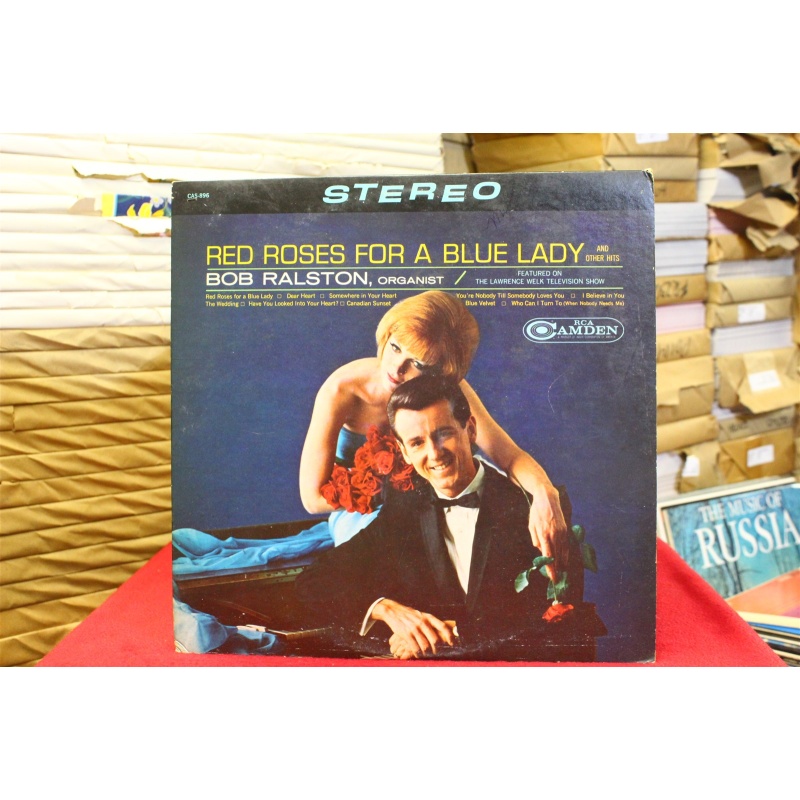 CAS-896
STEREO
RED ROSES FOR A BLUE LADY AND OTHER HITS
BOB RALSTON, ORGANIST / FEATURED ON
THE LAWRENCE WELK TELEVISION SHOW
Red Roses for a Blue Lady □ Dear Heart □ Somewhere in Your Heart
The Wedding □ Have You Looked Into Your Heart? □ Canadian Sunset
You're Nobody Till Somebody Loves You □ I Believe in You
Blue Velvet □ Who Can I Turn To (When Nobody Needs Me)
RCA
CAMDEN
THE MUSIC OF
RUSSIA